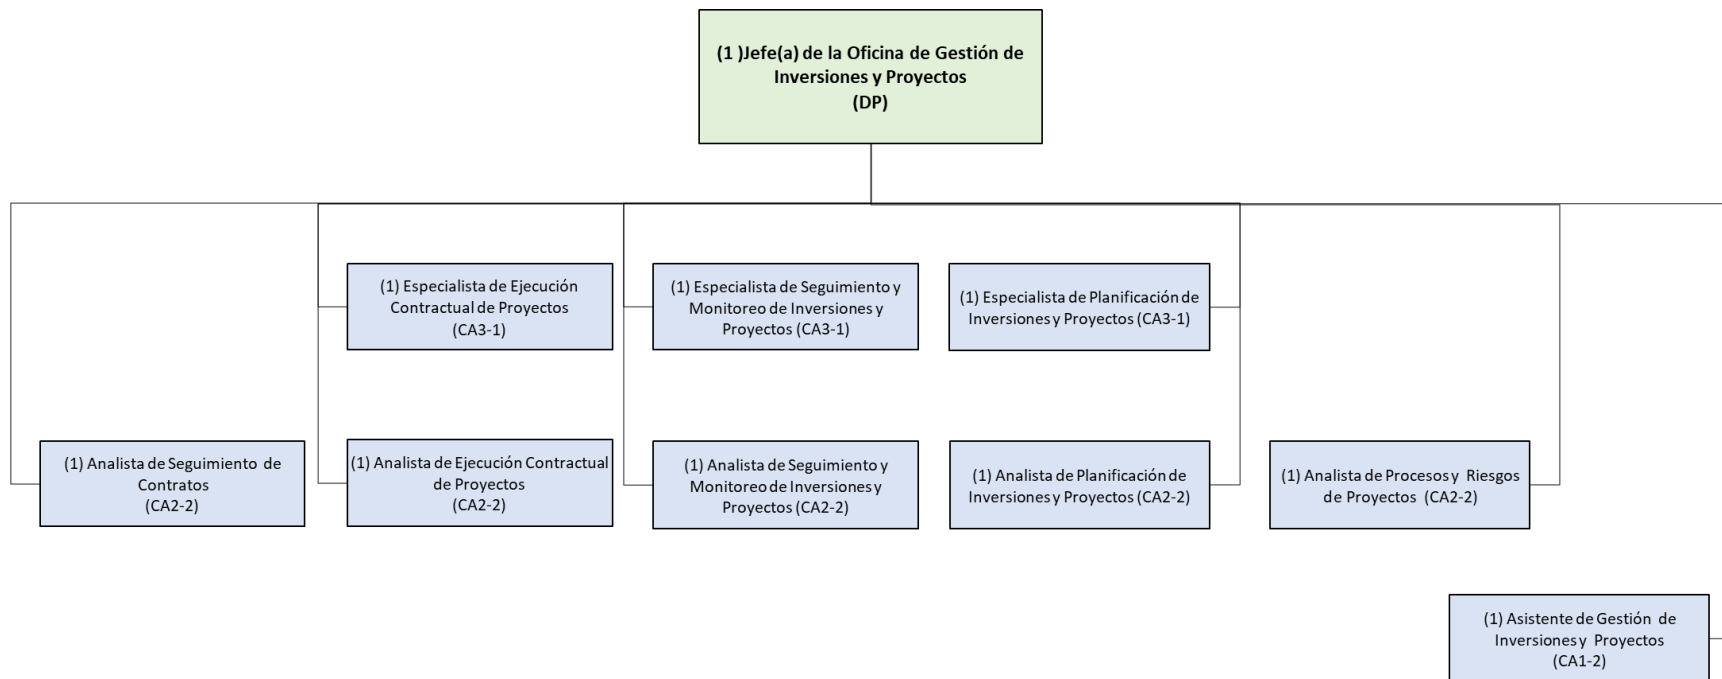 (1 )Jefe(a) de la Oficina de Gestión de
Inversiones y Proyectos
(DP)
(1) Especialista de Ejecución
Contractual de Proyectos
(CA3-1)
(1) Especialista de Seguimiento y
Monitoreo de Inversiones y
Proyectos (CA3-1)
(1) Especialista de Planificación de
Inversiones y Proyectos (CA3-1)
(1) Analista de Seguimiento de
Contratos
(CA2-2)
(1) Analista de Ejecución Contractual
de Proyectos
(CA2-2)
(1) Analista de Seguimiento y
Monitoreo de Inversiones y
Proyectos (CA2-2)
(1) Analista de Planificación de
Inversiones y Proyectos (CA2-2)
(1) Analista de Procesos y Riesgos
de Proyectos (CA2-2)
(1) Asistente de Gestión de
Inversiones y Proyectos
(CA1-2)